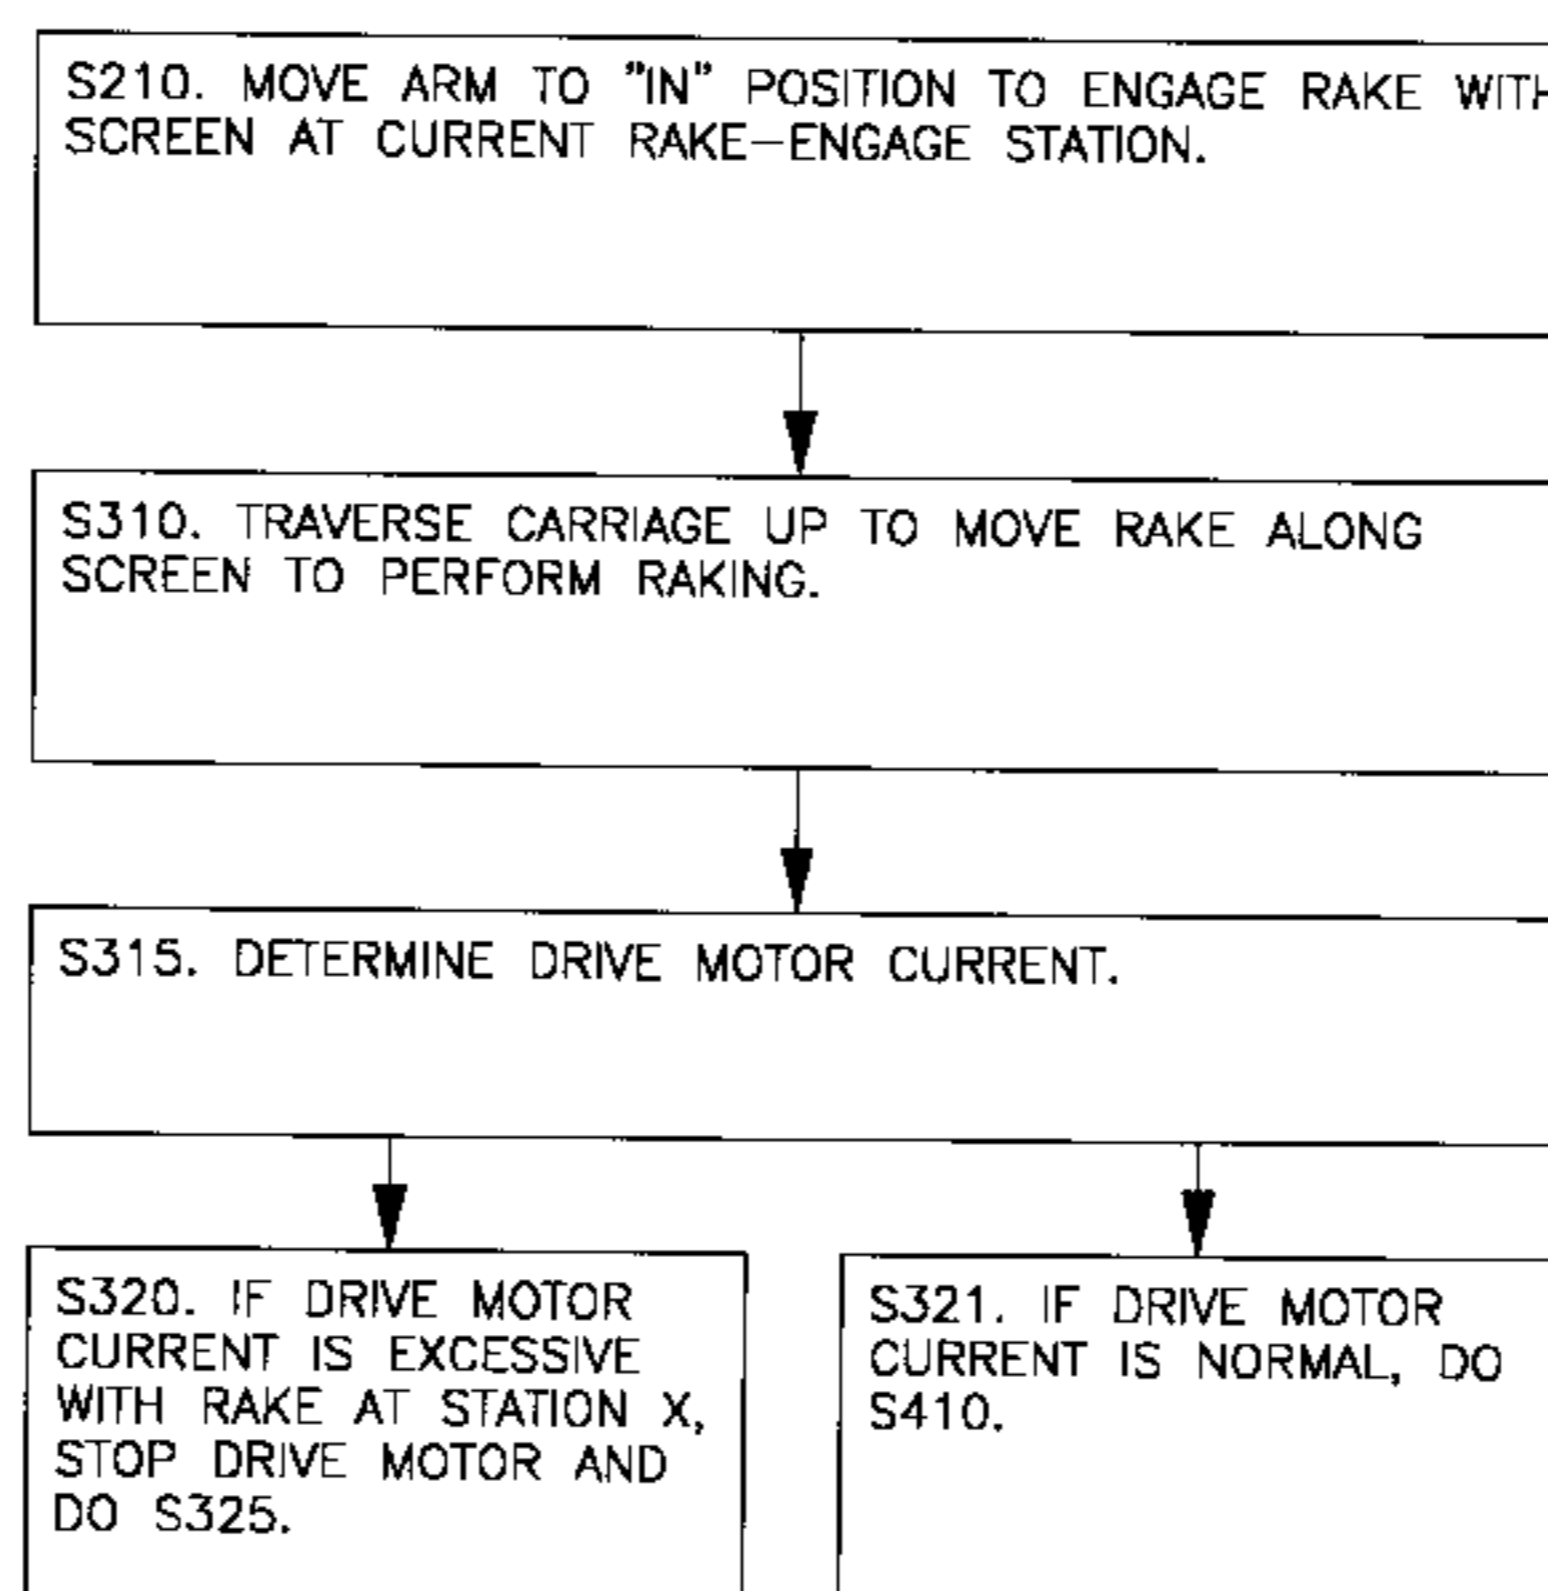 S210. MOVE ARM TO "IN" POSITION TO ENGAGE RAKE WITH
SCREEN AT CURRENT RAKE-ENGAGE STATION.
S310. TRAVERSE CARRIAGE UP TO MOVE RAKE ALONG
SCREEN TO PERFORM RAKING.
S315. DETERMINE DRIVE MOTOR CURRENT.
S320. IF DRIVE MOTOR
CURRENT IS EXCESSIVE
WITH RAKE AT STATION X,
STOP DRIVE MOTOR AND
DO S325.
S321. IF DRIVE MOTOR
CURRENT IS NORMAL, DO
S410.